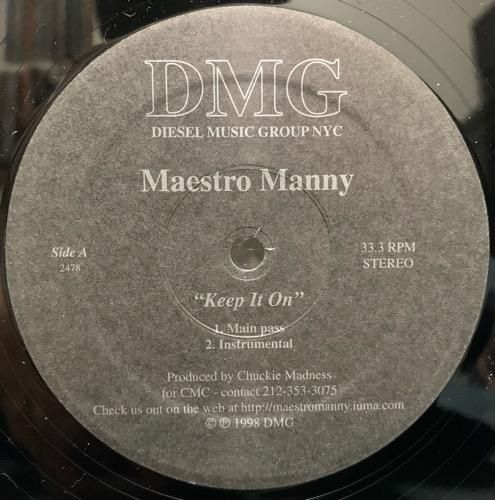 DMG
DIESEL MUSIC GROUP NYC
Maestro Manny
Side A
2478
33.3 RPM
STEREO
“Keep It On”
1. Main pass
2. Instrumental
Produced by Chuckie Madness
for CMC - contact 212-353-3075
Check us out on the web at http://maestromanny.iuma.com
© ℗ 1998 DMG